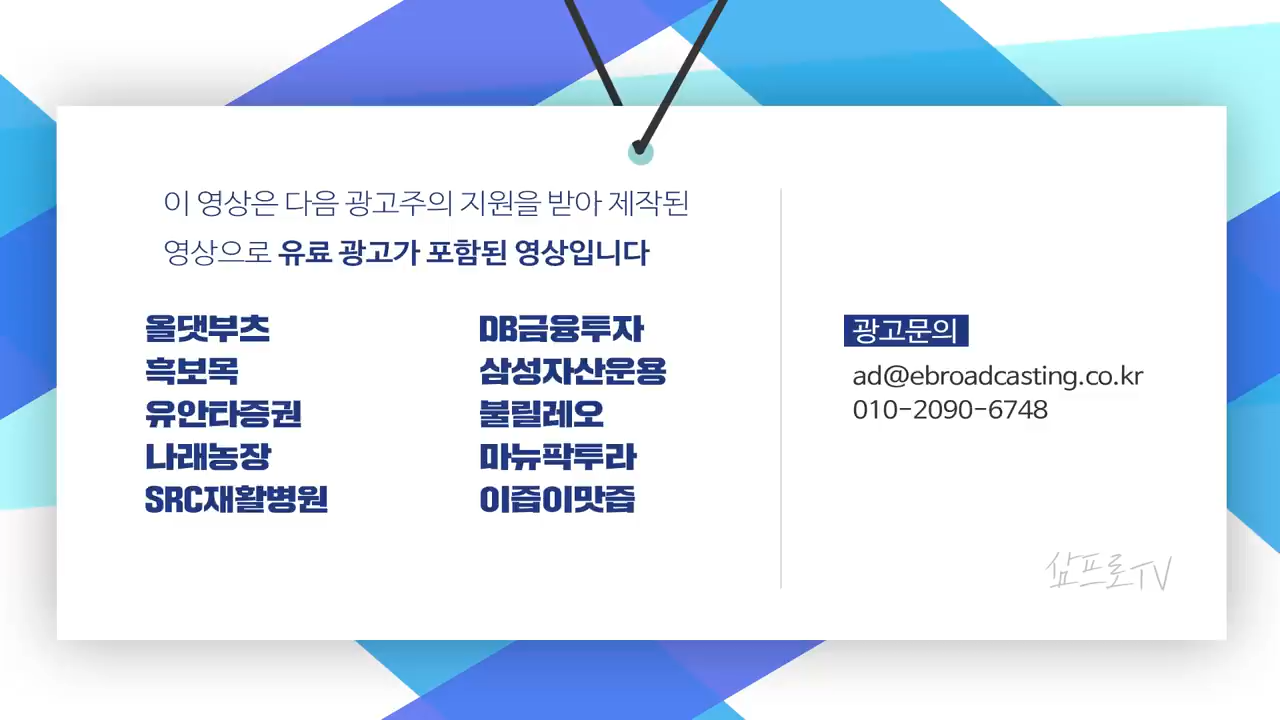 이 영상은 다음 광고주의 지원을 받아 제작된
영상으로 유료 광고가 포함된 영상입니다
올댓부츠
흑보목
유안타증권
나래농장
SRC재활병원
DB금융투자
삼성자산운용
불릴레오
마뉴팍투라
이즙이맛즙
광고문의
ad@ebroadcasting.co.kr
010-2090-6748
삼프로TV